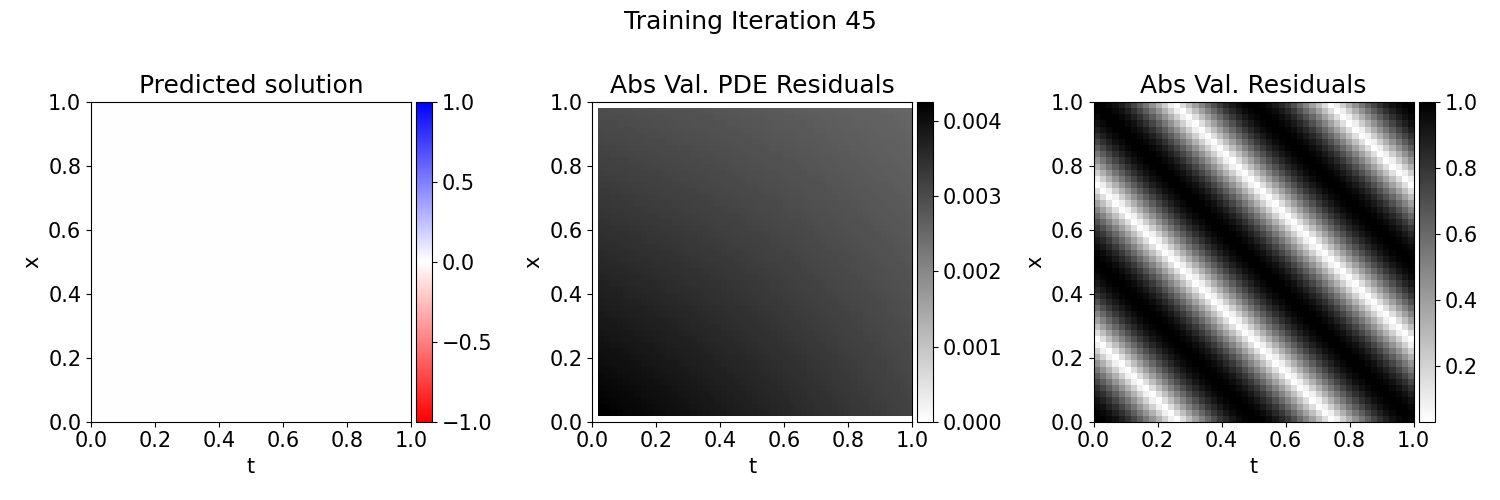 Training Iteration 45
Predicted solution
1.0
0.8
0.6
0.4
0.2
0.0
x
0.0 0.2 0.4 0.6 0.8 1.0
t
1.0
0.5
0.0
−0.5
−1.0
Abs Val. PDE Residuals
1.0
0.8
0.6
0.4
0.2
0.0
x
0.0 0.2 0.4 0.6 0.8 1.0
t
0.004
0.003
0.002
0.001
0.000
Abs Val. Residuals
1.0
0.8
0.6
0.4
0.2
0.0
x
0.0 0.2 0.4 0.6 0.8 1.0
t
1.0
0.8
0.6
0.4
0.2